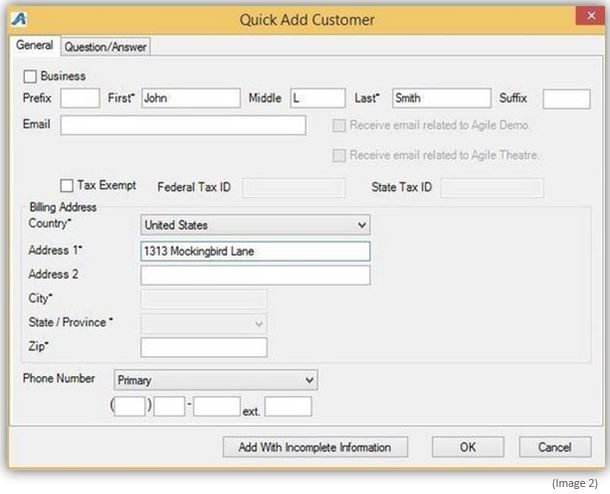 Quick Add Customer
x
General Question/Answer
Business
Prefix First* John Middle L Last* Smith Suffix
Email Receive email related to Agile Demo.
Receive email related to Agile Theatre.
Tax Exempt Federal Tax ID State Tax ID
Billing Address
Country* United States
Address 1* 1313 Mockingbird Lane
Address 2
City*
State / Province *
Zip*
Phone Number Primary
( ) - ext.
Add With Incomplete Information OK Cancel
(Image 2)